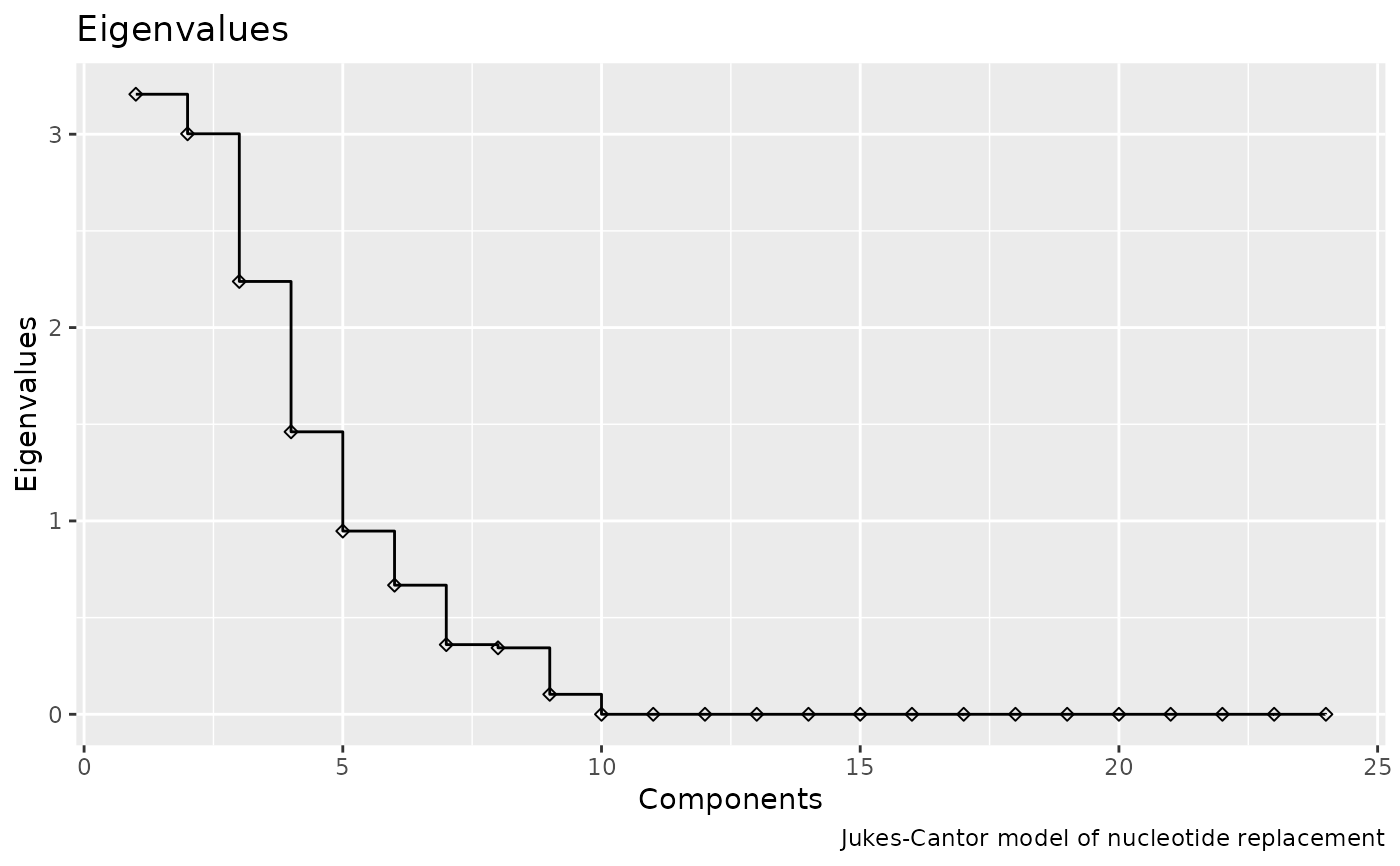 Eigenvalues
Eigenvalues
3
2
1
0
0 5 10 15 20 25
Components
Jukes-Cantor model of nucleotide replacement